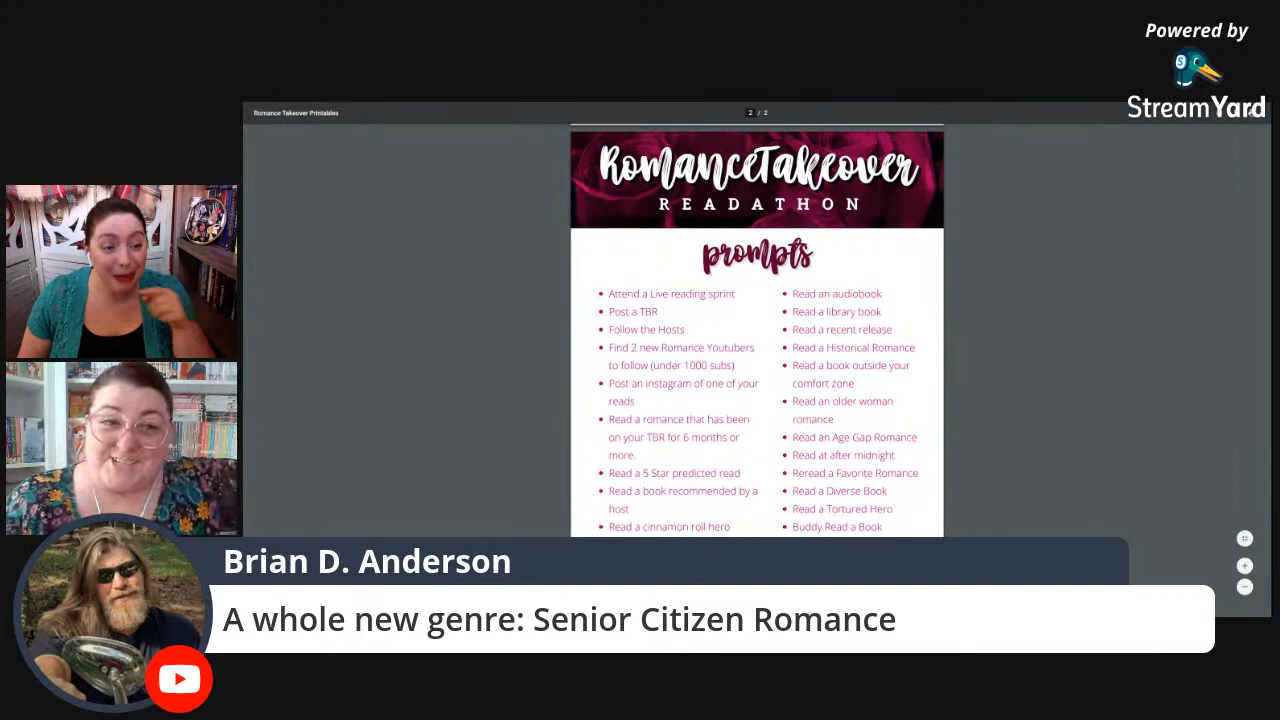 Powered by
StreamYard
Romance Takeover Printables
2 / 2
RomanceTakeover
READATHON
prompts
• Attend a Live reading sprint
• Post a TBR
• Follow the Hosts
• Find 2 new Romance Youtubers
to follow (under 1000 subs)
• Post an instagram of one of your
reads
• Read a romance that has been
on your TBR for 6 months or
more.
• Read a 5 Star predicted read
• Read a book recommended by a
host
• Read a cinnamon roll hero
• Read an audiobook
• Read a library book
• Read a recent release
• Read a Historical Romance
• Read a book outside your
comfort zone
• Read an older woman
romance
• Read an Age Gap Romance
• Read at after midnight
• Reread a Favorite Romance
• Read a Diverse Book
• Read a Tortured Hero
• Buddy Read a Book
Brian D. Anderson
A whole new genre: Senior Citizen Romance